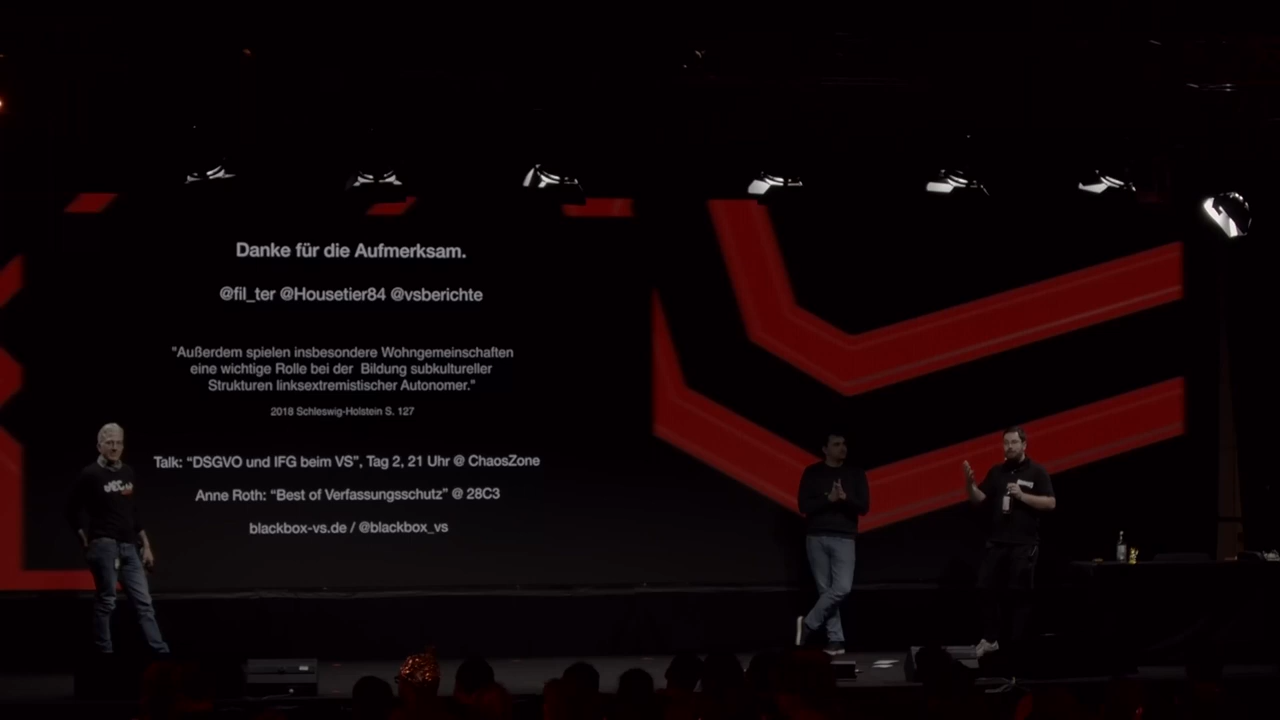 Danke für die Aufmerksam.
@fil_ter @Housetier84 @vsberichte
"Außerdem spielen insbesondere Wohngemeinschaften
eine wichtige Rolle bei der Bildung subkultureller
Strukturen linksextremistischer Autonomer."
2018 Schleswig-Holstein S. 127
Talk: “DSGVO und IFG beim VS”, Tag 2, 21 Uhr @ ChaosZone
Anne Roth: “Best of Verfassungsschutz” @ 28C3
blackbox-vs.de / @blackbox_vs